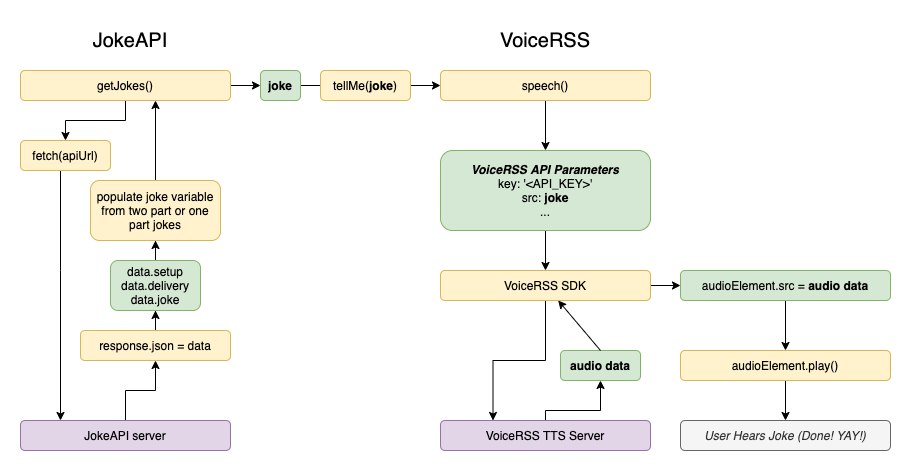 JokeAPI
VoiceRSS
getJokes()
joke
tellMe(joke)
speech()
fetch(apiUrl)
populate joke variable
from two part or one
part jokes
data.setup
data.delivery
data.joke
response.json = data
JokeAPI server
VoiceRSS API Parameters
key: '<API_KEY>'
src: joke
...
VoiceRSS SDK
audio data
VoiceRSS TTS Server
audioElement.src = audio data
audioElement.play()
User Hears Joke (Done! YAY!)